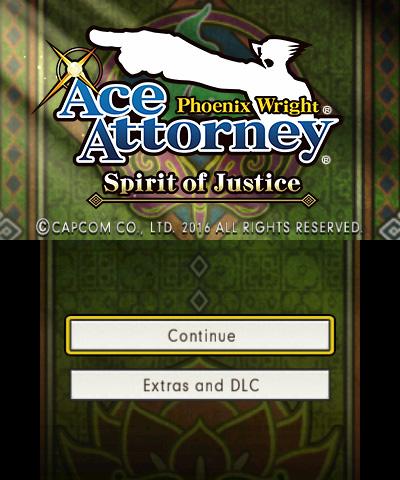 Ace
Phoenix Wright®
Attorney®
Spirit of Justice
©CAPCOM CO., LTD. 2016 ALL RIGHTS RESERVED.
Continue
Extras and DLC